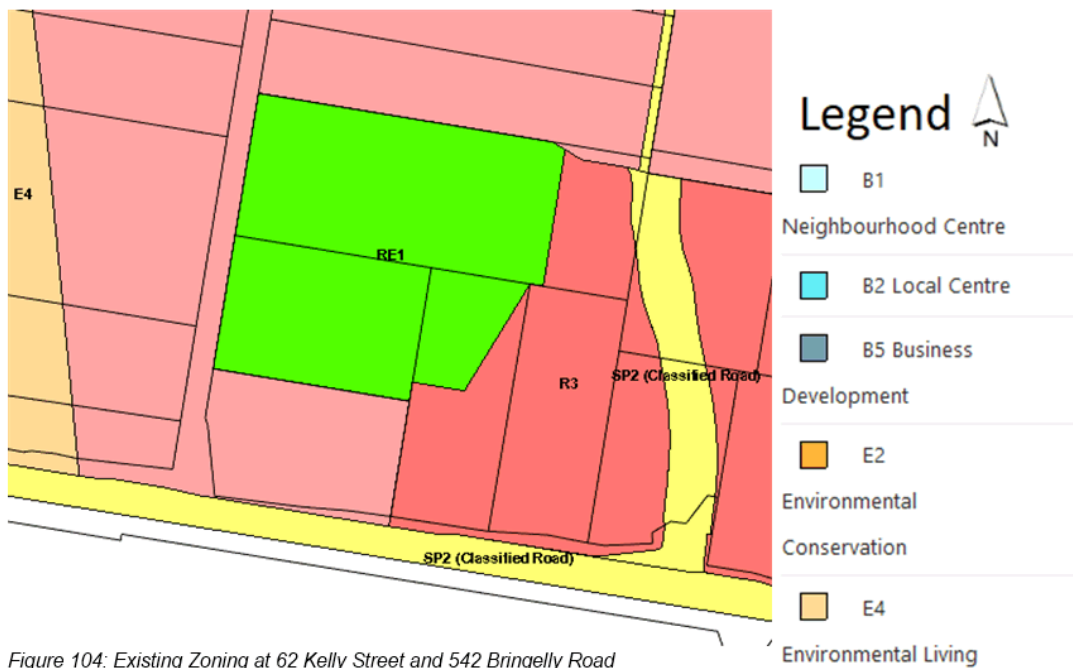 E4
RE1
R3
SP2 (Classified Road)
SP2 (Classified Road)
Figure 104: Existing Zoning at 62 Kelly Street and 542 Bringelly Road
Legend
N
B1
Neighbourhood Centre
B2 Local Centre
B5 Business
Development
E2
Environmental
Conservation
E4
Environmental Living